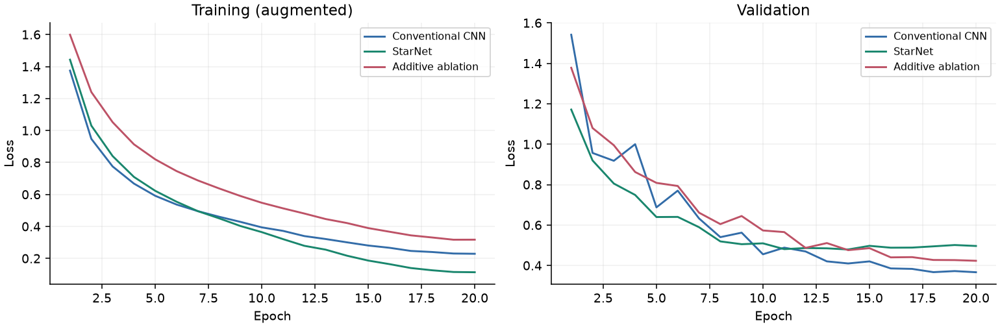 Training (augmented)
Loss
1.6
1.4
1.2
1.0
0.8
0.6
0.4
0.2
Conventional CNN
StarNet
Additive ablation
2.5 5.0 7.5 10.0 12.5 15.0 17.5 20.0
Epoch
Validation
Loss
1.6
1.4
1.2
1.0
0.8
0.6
0.4
Conventional CNN
StarNet
Additive ablation
2.5 5.0 7.5 10.0 12.5 15.0 17.5 20.0
Epoch